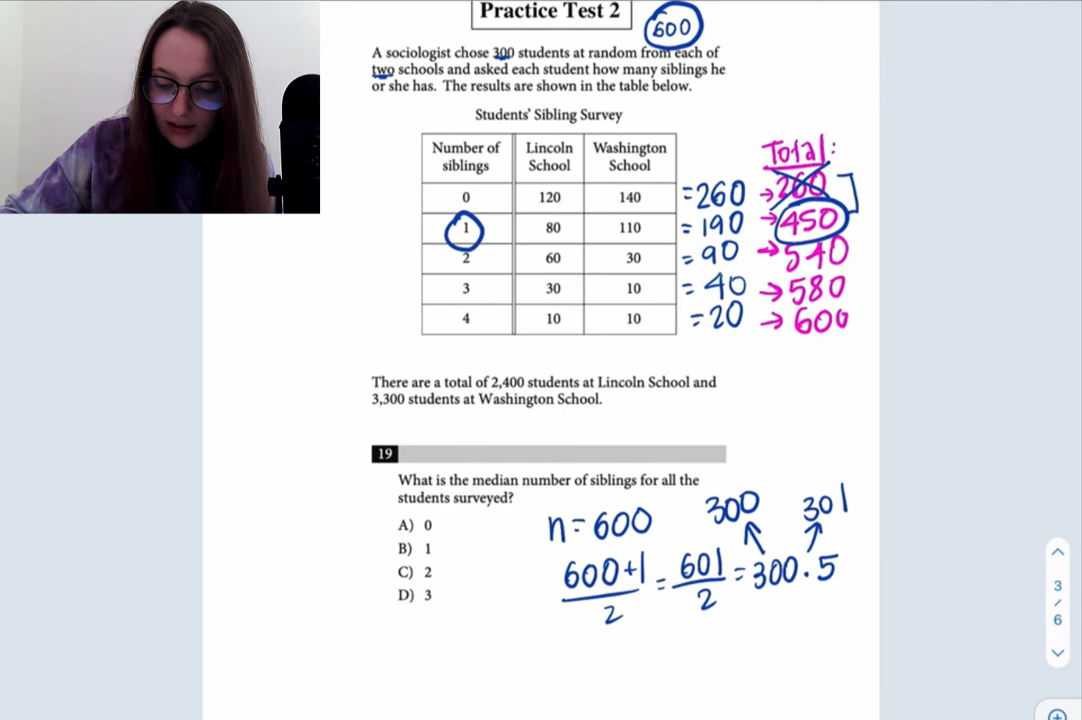 Practice Test 2
600
A sociologist chose 300 students at random from each of
two schools and asked each student how many siblings he
or she has. The results are shown in the table below.
Students' Sibling Survey
Number of siblings Lincoln School Washington School Total:
0 120 140 =260 →260
1 80 110 =190 →450
2 60 30 =90 →540
3 30 10 =40 →580
4 10 10 =20 →600
There are a total of 2,400 students at Lincoln School and
3,300 students at Washington School.
19
What is the median number of siblings for all the
students surveyed?
A) 0
B) 1
C) 2
D) 3
n=600 300 301
600+1/2 = 601/2 = 300.5
3
/
6